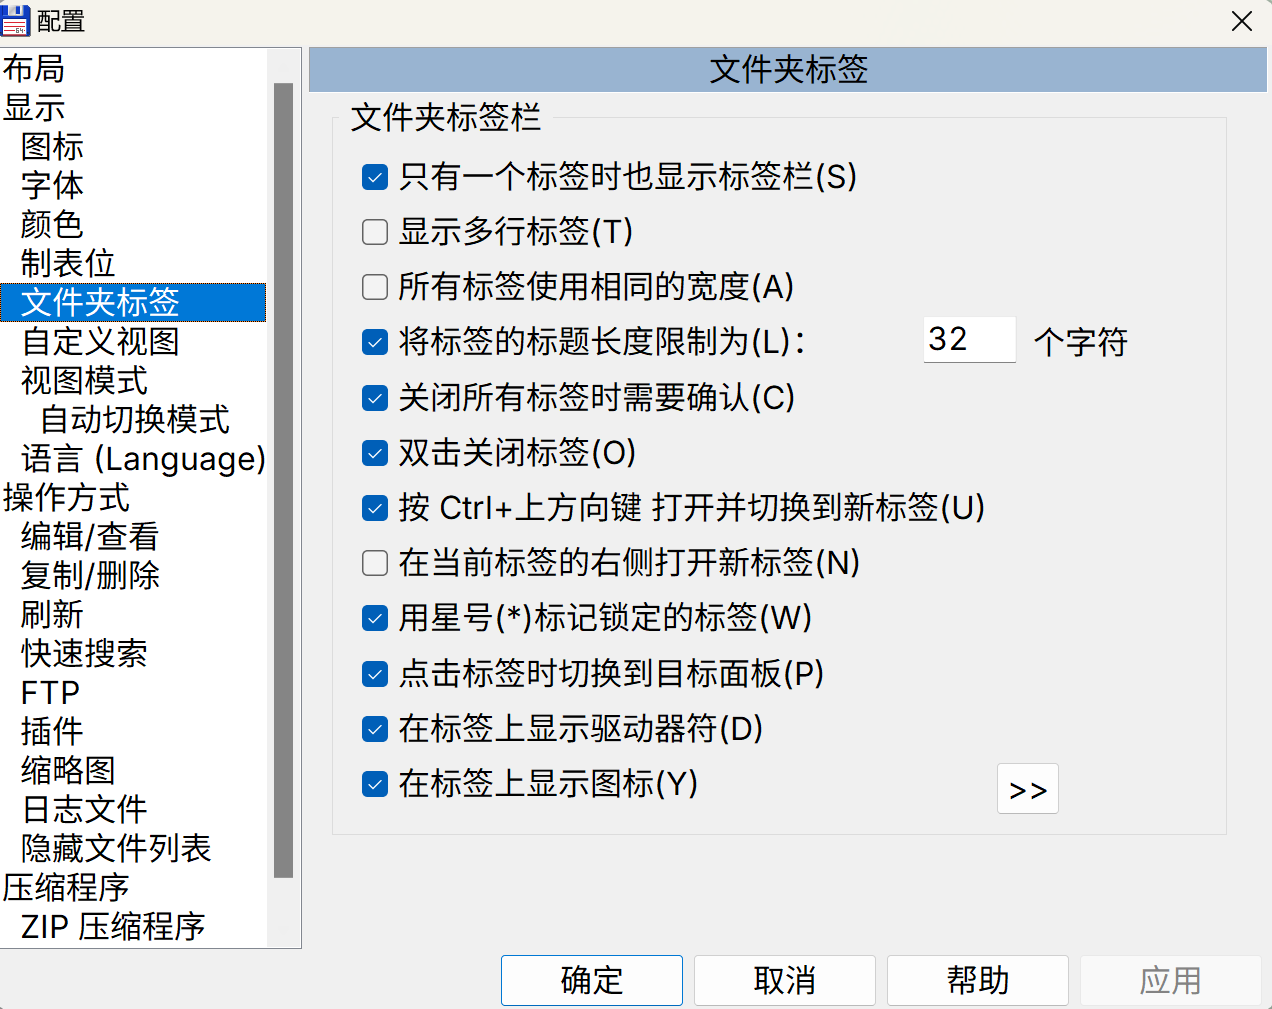 配置
布局
显示
图标
字体
颜色
制表位
文件夹标签
自定义视图
视图模式
自动切换模式
语言 (Language)
操作方式
编辑/查看
复制/删除
刷新
快速搜索
FTP
插件
缩略图
日志文件
隐藏文件列表
压缩程序
ZIP 压缩程序
文件夹标签
文件夹标签栏
只有一个标签时也显示标签栏(S)
显示多行标签(T)
所有标签使用相同的宽度(A)
将标签的标题长度限制为(L)： 32 个字符
关闭所有标签时需要确认(C)
双击关闭标签(O)
按 Ctrl+上方向键 打开并切换到新标签(U)
在当前标签的右侧打开新标签(N)
用星号(*)标记锁定的标签(W)
点击标签时切换到目标面板(P)
在标签上显示驱动器符(D)
在标签上显示图标(Y)
>>
确定 取消 帮助 应用